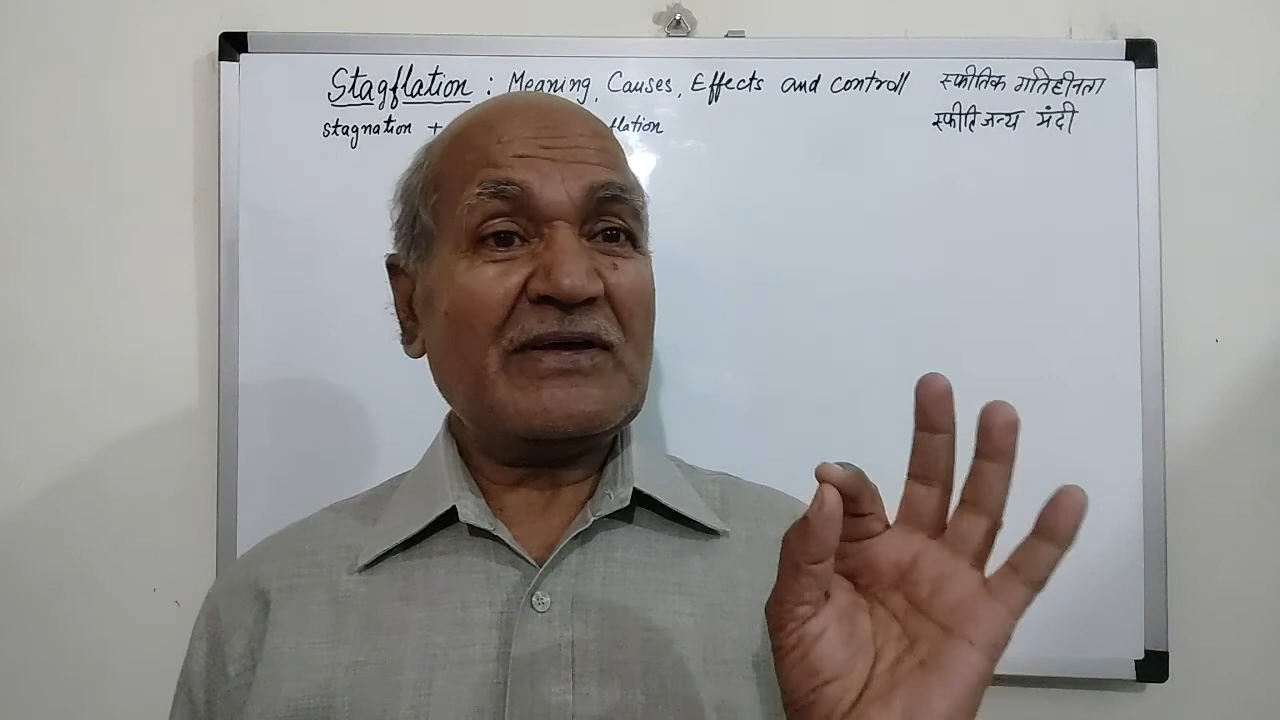 Stagflation : Meaning, Causes, Effects and controll स्फीतिक गतिहीनता
stagnation + flation स्फीति जन्य मंदी